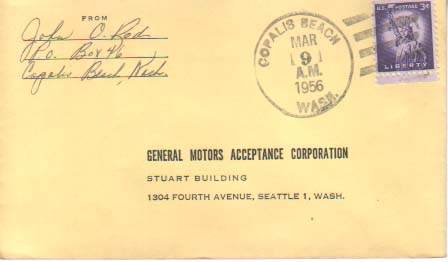 FROM
John O. Red
P.O. Box 46
Copalis Beach, Wash.
COPALIS BEACH
MAR
9
A.M.
1956
WASH.
U.S. POSTAGE
3¢
LIBERTY
GENERAL MOTORS ACCEPTANCE CORPORATION
STUART BUILDING
1304 FOURTH AVENUE, SEATTLE 1, WASH.